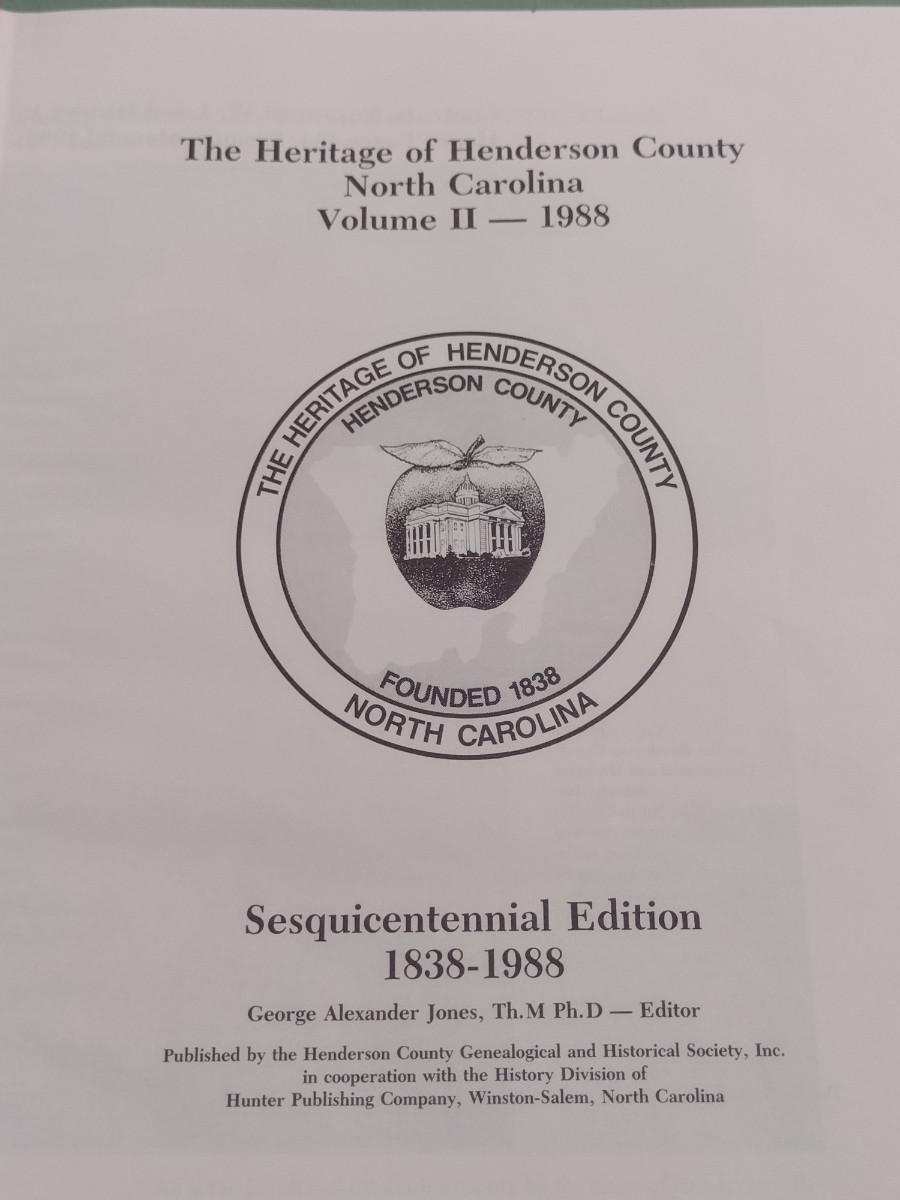 The Heritage of Henderson County
North Carolina
Volume II — 1988
THE HERITAGE OF HENDERSON COUNTY
HENDERSON COUNTY
FOUNDED 1838
NORTH CAROLINA
Sesquicentennial Edition
1838-1988
George Alexander Jones, Th.M Ph.D — Editor
Published by the Henderson County Genealogical and Historical Society, Inc.
in cooperation with the History Division of
Hunter Publishing Company, Winston-Salem, North Carolina